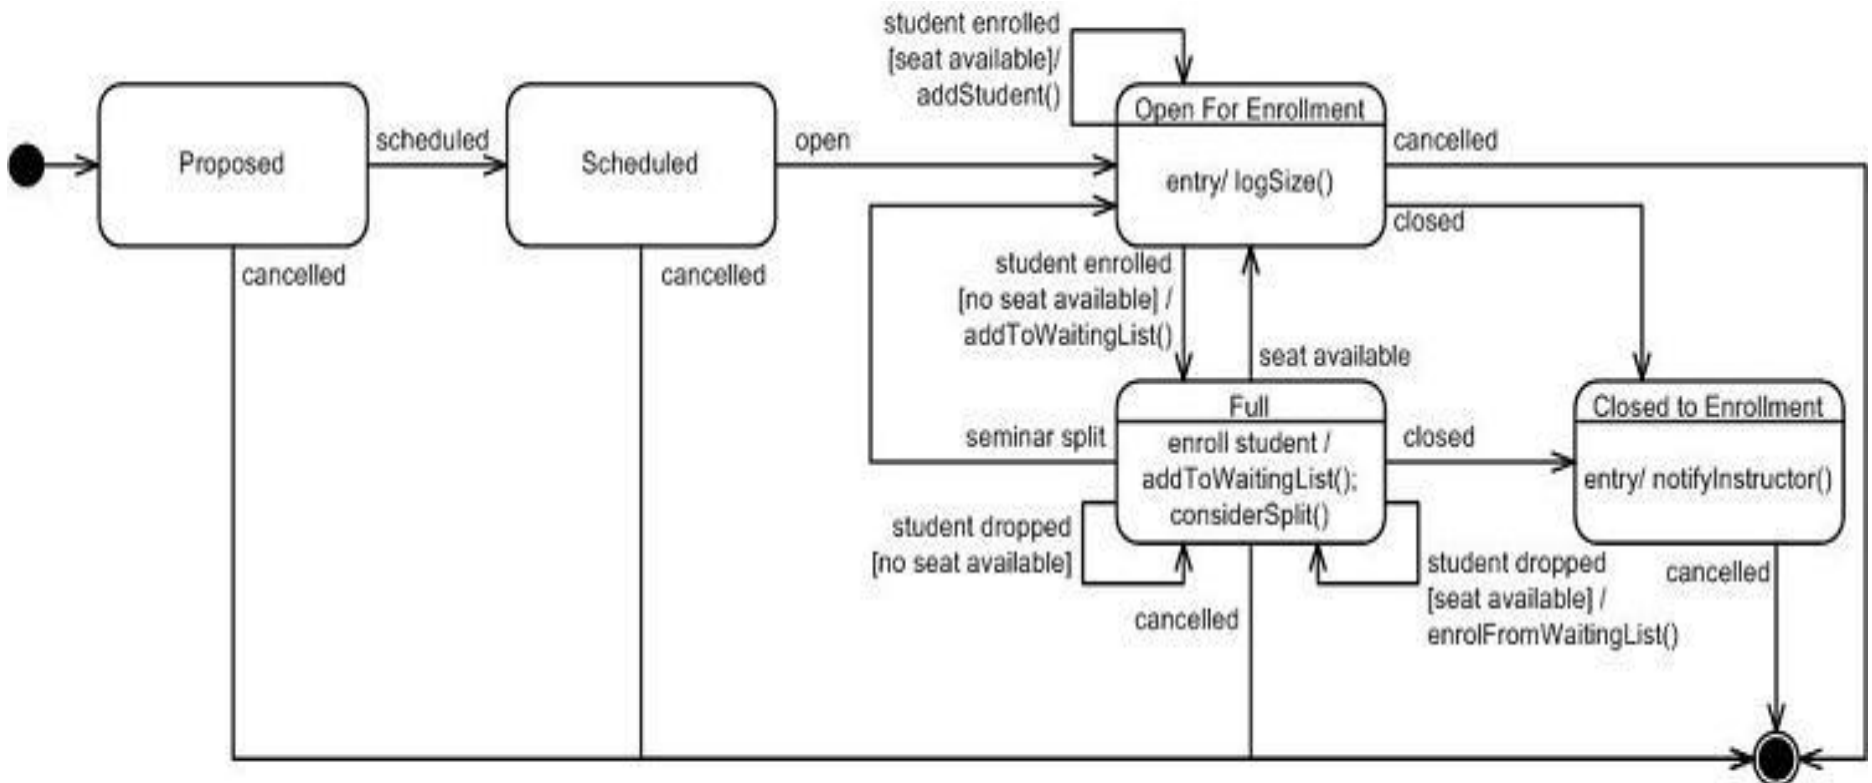 student enrolled
[seat available]/
addStudent()
Open For Enrollment
entry/ logSize()
Proposed
scheduled
Scheduled
open
cancelled
closed
cancelled
cancelled
student enrolled
[no seat available] /
addToWaitingList()
seat available
Full
enroll student /
addToWaitingList();
considerSplit()
seminar split
closed
Closed to Enrollment
entry/ notifyInstructor()
student dropped
[no seat available]
student dropped
[seat available] /
enrolFromWaitingList()
cancelled
cancelled